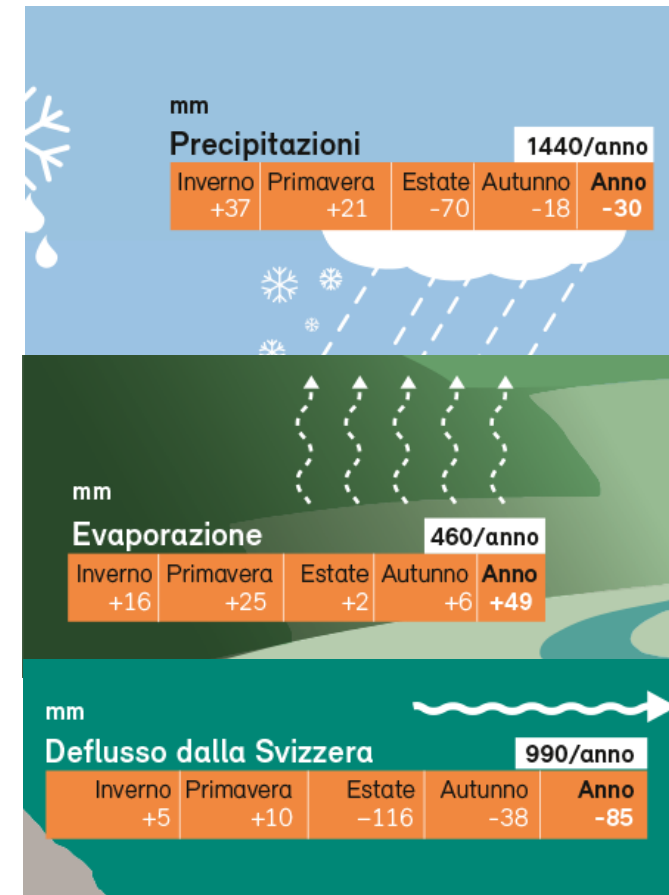 mm
Precipitazioni 1440/anno
Inverno Primavera Estate Autunno Anno
+37 +21 -70 -18 -30
mm
Evaporazione 460/anno
Inverno Primavera Estate Autunno Anno
+16 +25 +2 +6 +49
mm
Deflusso dalla Svizzera 990/anno
Inverno Primavera Estate Autunno Anno
+5 +10 –116 -38 -85